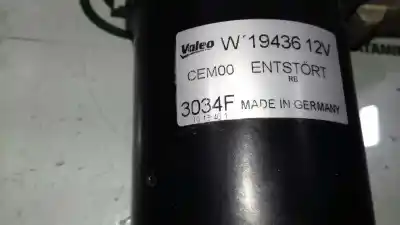 Valeo W 19436 12V
CEM00 ENTSTÖRT
RB
3034F MADE IN GERMANY